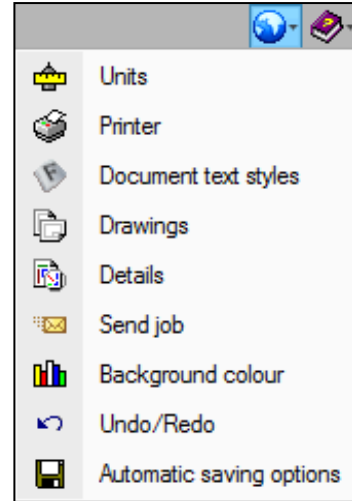 Units
Printer
Document text styles
Drawings
Details
Send job
Background colour
Undo/Redo
Automatic saving options